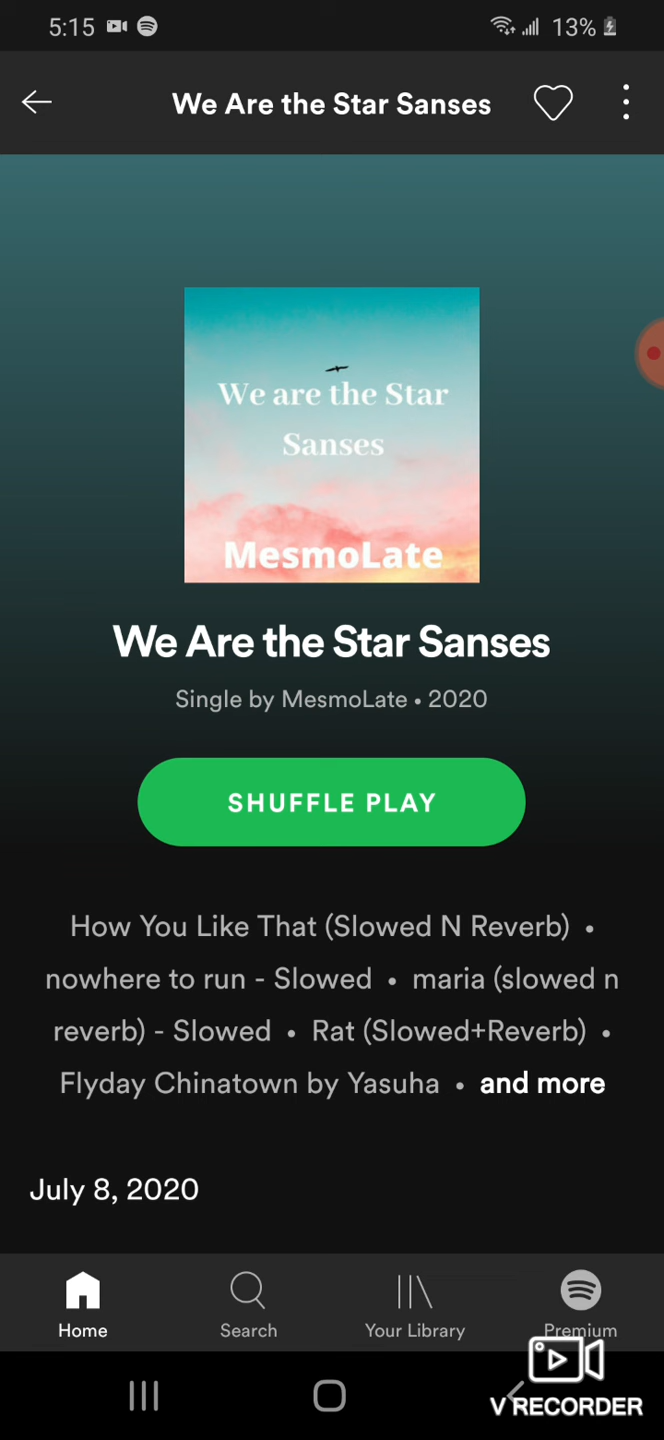 5:15
13%
We Are the Star Sanses
We are the Star
Sanses
MesmoLate
We Are the Star Sanses
Single by MesmoLate • 2020
SHUFFLE PLAY
How You Like That (Slowed N Reverb) •
nowhere to run - Slowed • maria (slowed n
reverb) - Slowed • Rat (Slowed+Reverb) •
Flyday Chinatown by Yasuha • and more
July 8, 2020
Home Search Your Library Premium
V RECORDER